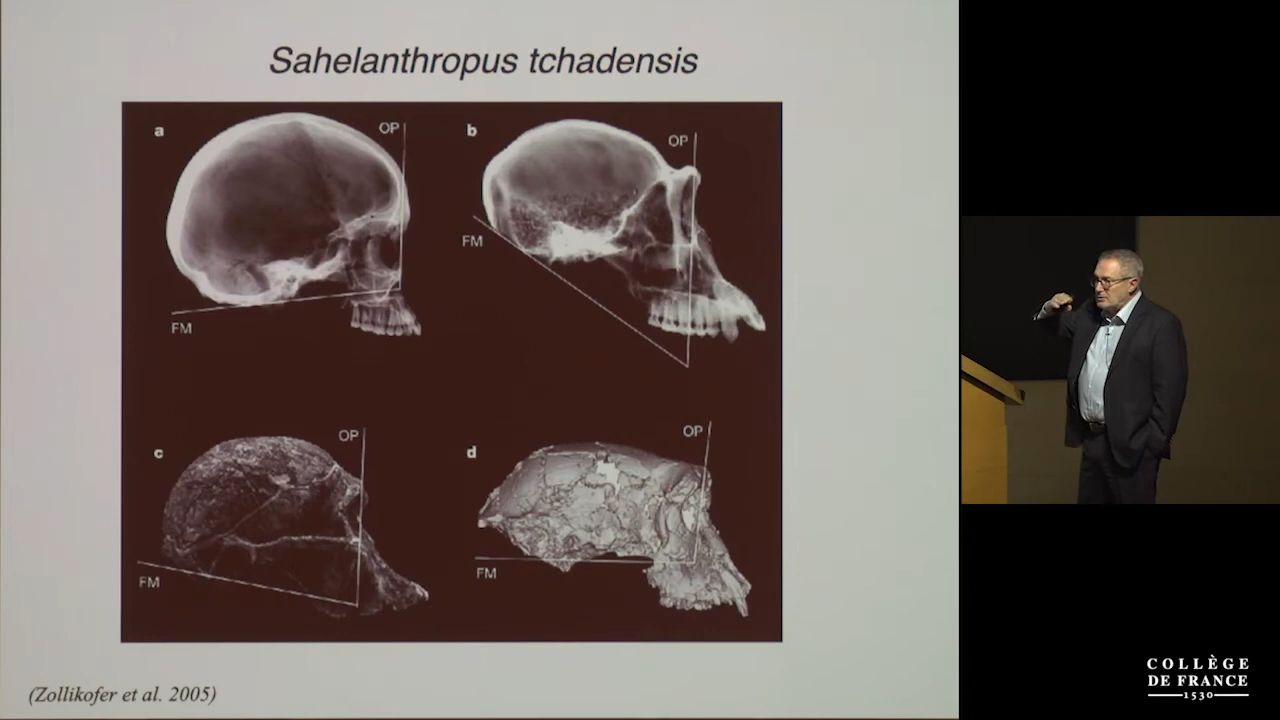 Sahelanthropus tchadensis
a
OP
FM
b
OP
FM
c
OP
FM
d
OP
FM
(Zollikofer et al. 2005)
COLLÈGE
DE FRANCE
1530